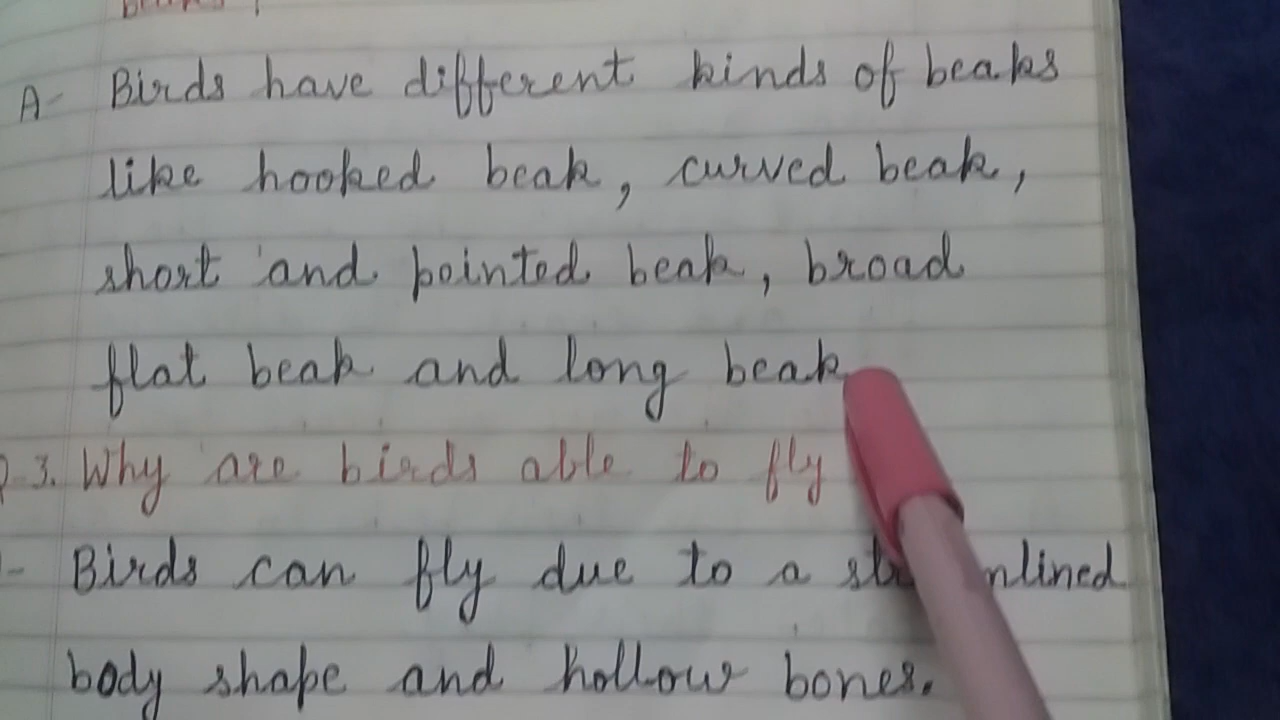 A- Birds have different kinds of beaks
like hooked beak, curved beak,
short and pointed beak, broad
flat beak and long beak
3. Why are birds able to fly
- Birds can fly due to a
body shape and hollow bones.